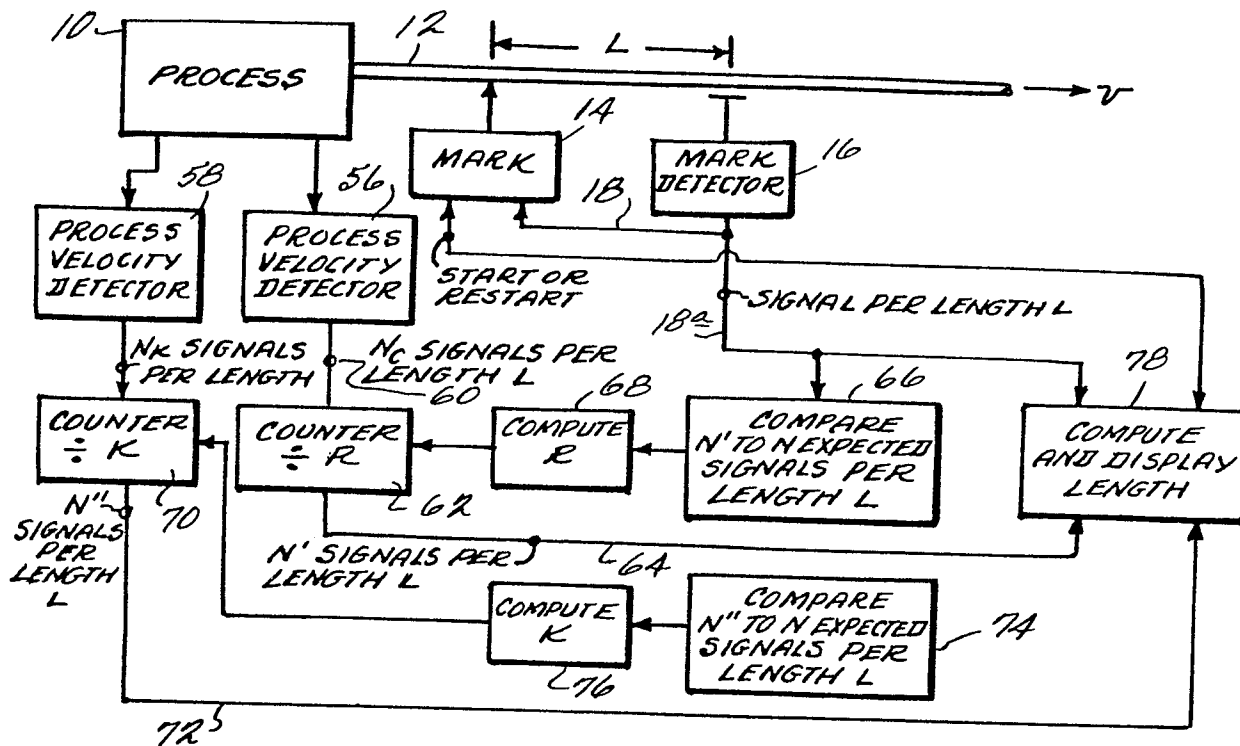 10
PROCESS
12
L
v
MARK
14
MARK
DETECTOR
16
58
PROCESS
VELOCITY
DETECTOR
56
PROCESS
VELOCITY
DETECTOR
18
START OR
RESTART
SIGNAL PER LENGTH L
18a
NK SIGNALS
PER LENGTH
NC SIGNALS PER
LENGTH L
60
COUNTER
÷ K
70
COUNTER
÷ R
62
68
COMPUTE
R
66
COMPARE
N' TO N EXPECTED
SIGNALS PER
LENGTH L
78
COMPUTE
AND DISPLAY
LENGTH
N"
SIGNALS
PER
LENGTH
L
N' SIGNALS PER
LENGTH L
64
COMPUTE
K
76
COMPARE
N" TO N EXPECTED
SIGNALS PER
LENGTH L
74
72